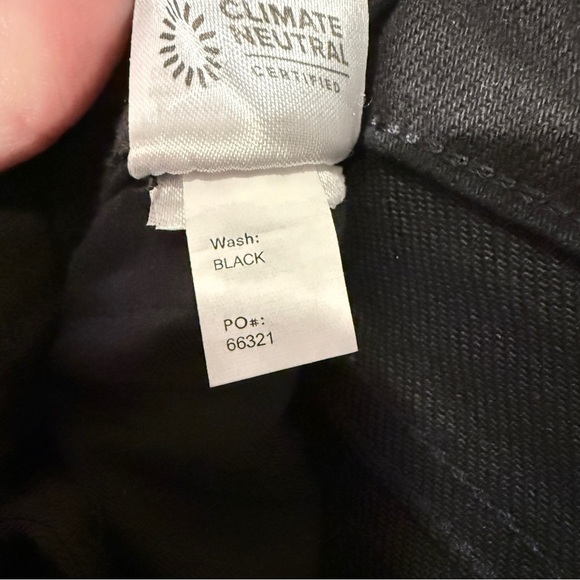 CLIMATE
NEUTRAL
CERTIFIED
Wash:
BLACK
PO#:
66321